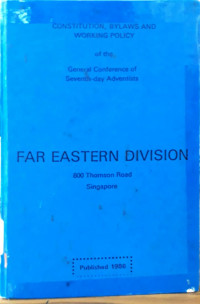 CONSTITUTION, BYLAWS AND
WORKING POLICY
of the
General Conference of
Seventh-day Adventists
FAR EASTERN DIVISION
800 Thomson Road
Singapore
Published 1986